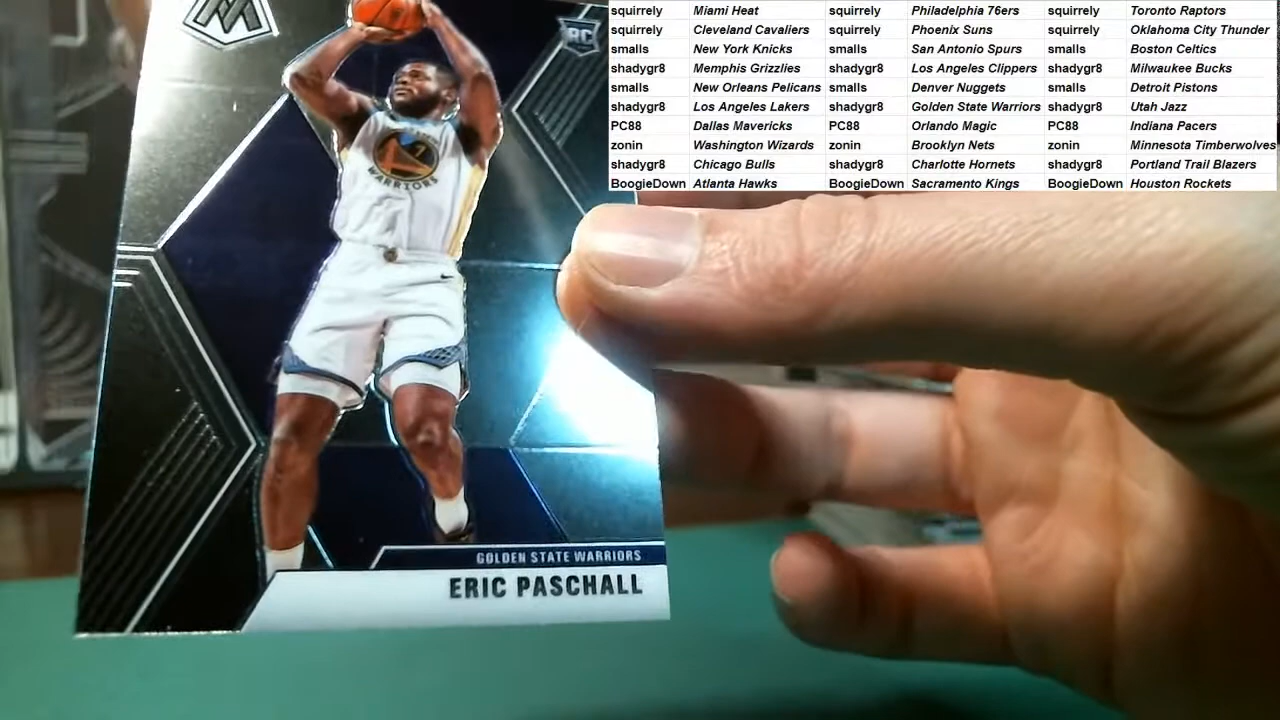 squirrely Miami Heat squirrely Philadelphia 76ers squirrely Toronto Raptors
squirrely Cleveland Cavaliers squirrely Phoenix Suns squirrely Oklahoma City Thunder
smalls New York Knicks smalls San Antonio Spurs smalls Boston Celtics
shadygr8 Memphis Grizzlies shadygr8 Los Angeles Clippers shadygr8 Milwaukee Bucks
smalls New Orleans Pelicans smalls Denver Nuggets smalls Detroit Pistons
shadygr8 Los Angeles Lakers shadygr8 Golden State Warriors shadygr8 Utah Jazz
PC88 Dallas Mavericks PC88 Orlando Magic PC88 Indiana Pacers
zonin Washington Wizards zonin Brooklyn Nets zonin Minnesota Timberwolves
shadygr8 Chicago Bulls shadygr8 Charlotte Hornets shadygr8 Portland Trail Blazers
BoogieDown Atlanta Hawks BoogieDown Sacramento Kings BoogieDown Houston Rockets
RC
7
WARRIORS
GOLDEN STATE WARRIORS
ERIC PASCHALL